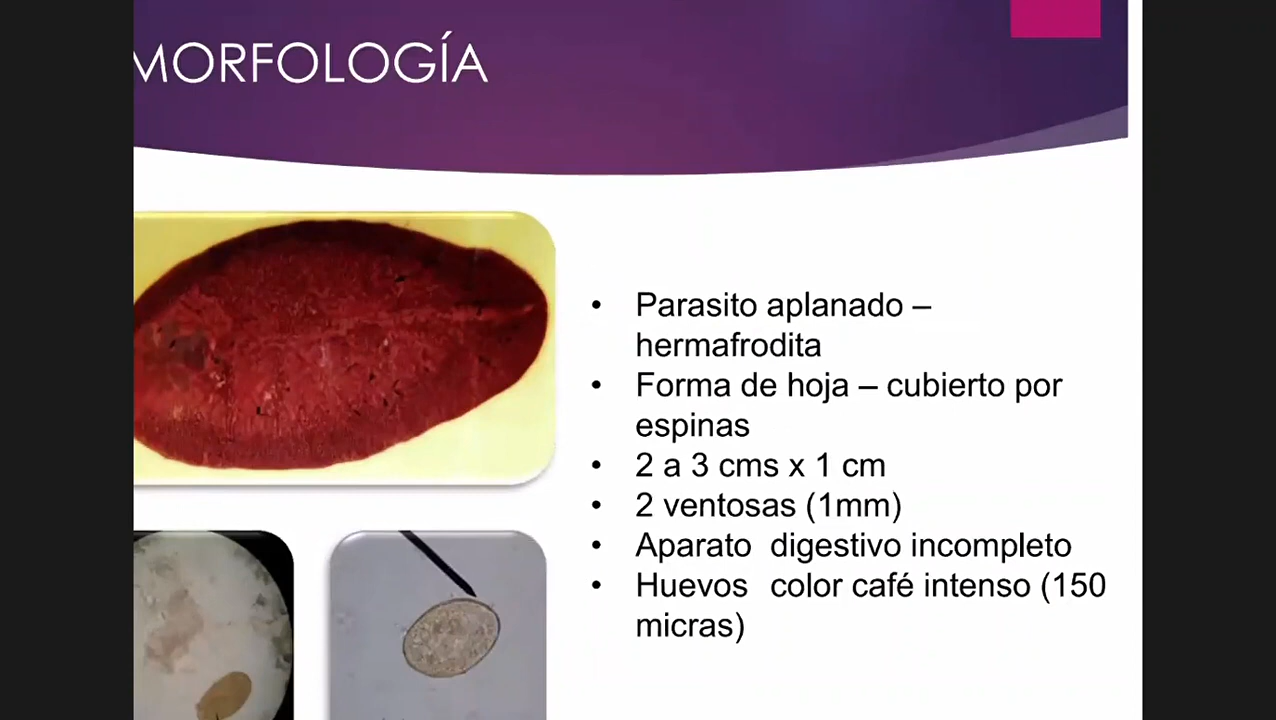 MORFOLOGÍA
• Parasito aplanado –
hermafrodita
• Forma de hoja – cubierto por
espinas
• 2 a 3 cms x 1 cm
• 2 ventosas (1mm)
• Aparato digestivo incompleto
• Huevos color café intenso (150
micras)